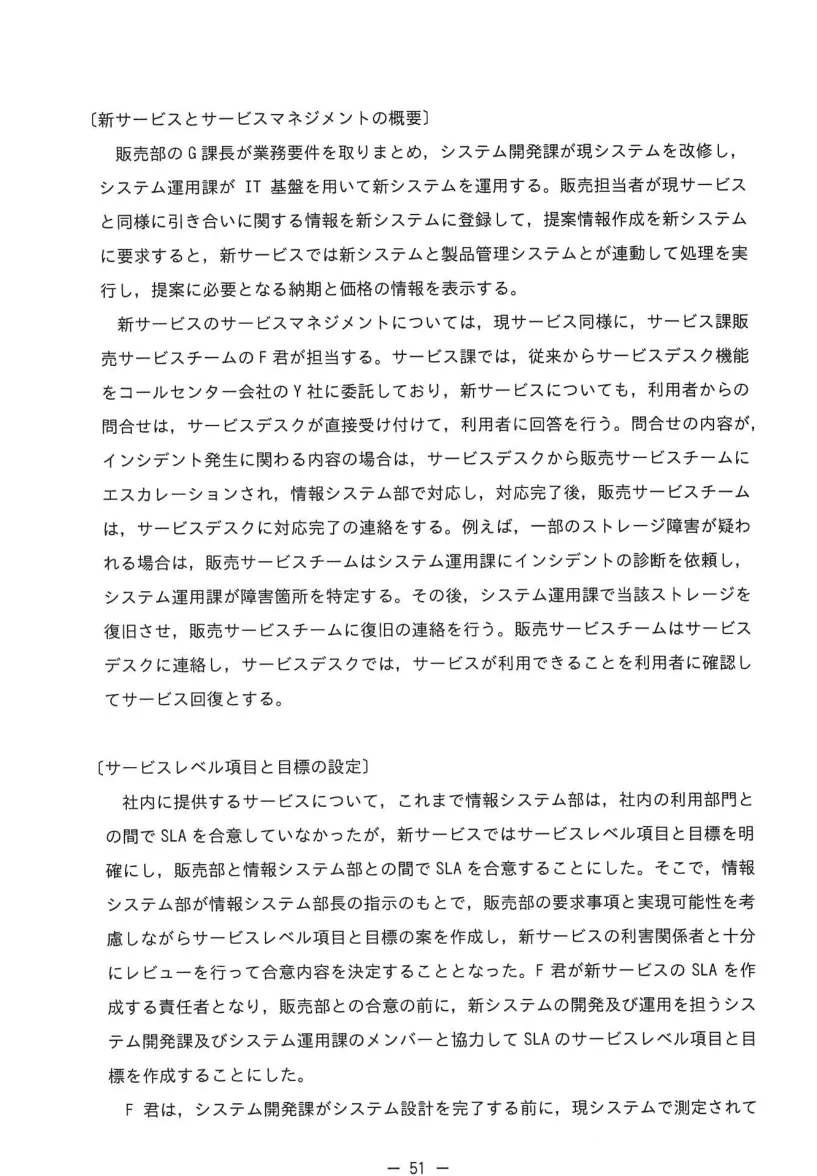 〔新サービスとサービスマネジメントの概要〕
販売部のG課長が業務要件を取りまとめ，システム開発課が現システムを改修し，
システム運用課が IT 基盤を用いて新システムを運用する。販売担当者が現サービス
と同様に引き合いに関する情報を新システムに登録して，提案情報作成を新システム
に要求すると，新サービスでは新システムと製品管理システムとが連動して処理を実
行し，提案に必要となる納期と価格の情報を表示する。
新サービスのサービスマネジメントについては，現サービス同様に，サービス課販
売サービスチームのF君が担当する。サービス課では，従来からサービスデスク機能
をコールセンター会社のY社に委託しており，新サービスについても，利用者からの
問合せは，サービスデスクが直接受け付けて，利用者に回答を行う。問合せの内容が，
インシデント発生に関わる内容の場合は，サービスデスクから販売サービスチームに
エスカレーションされ，情報システム部で対応し，対応完了後，販売サービスチーム
は，サービスデスクに対応完了の連絡をする。例えば，一部のストレージ障害が疑わ
れる場合は，販売サービスチームはシステム運用課にインシデントの診断を依頼し，
システム運用課が障害箇所を特定する。その後，システム運用課で当該ストレージを
復旧させ，販売サービスチームに復旧の連絡を行う。販売サービスチームはサービス
デスクに連絡し，サービスデスクでは，サービスが利用できることを利用者に確認し
てサービス回復とする。
〔サービスレベル項目と目標の設定〕
社内に提供するサービスについて，これまで情報システム部は，社内の利用部門と
の間で SLA を合意していなかったが，新サービスではサービスレベル項目と目標を明
確にし，販売部と情報システム部との間で SLA を合意することにした。そこで，情報
システム部が情報システム部長の指示のもとで，販売部の要求事項と実現可能性を考
慮しながらサービスレベル項目と目標の案を作成し，新サービスの利害関係者と十分
にレビューを行って合意内容を決定することとなった。F君が新サービスの SLA を作
成する責任者となり，販売部との合意の前に，新システムの開発及び運用を担うシス
テム開発課及びシステム運用課のメンバーと協力して SLA のサービスレベル項目と目
標を作成することにした。
F 君は，システム開発課がシステム設計を完了する前に，現システムで測定されて
— 51 —